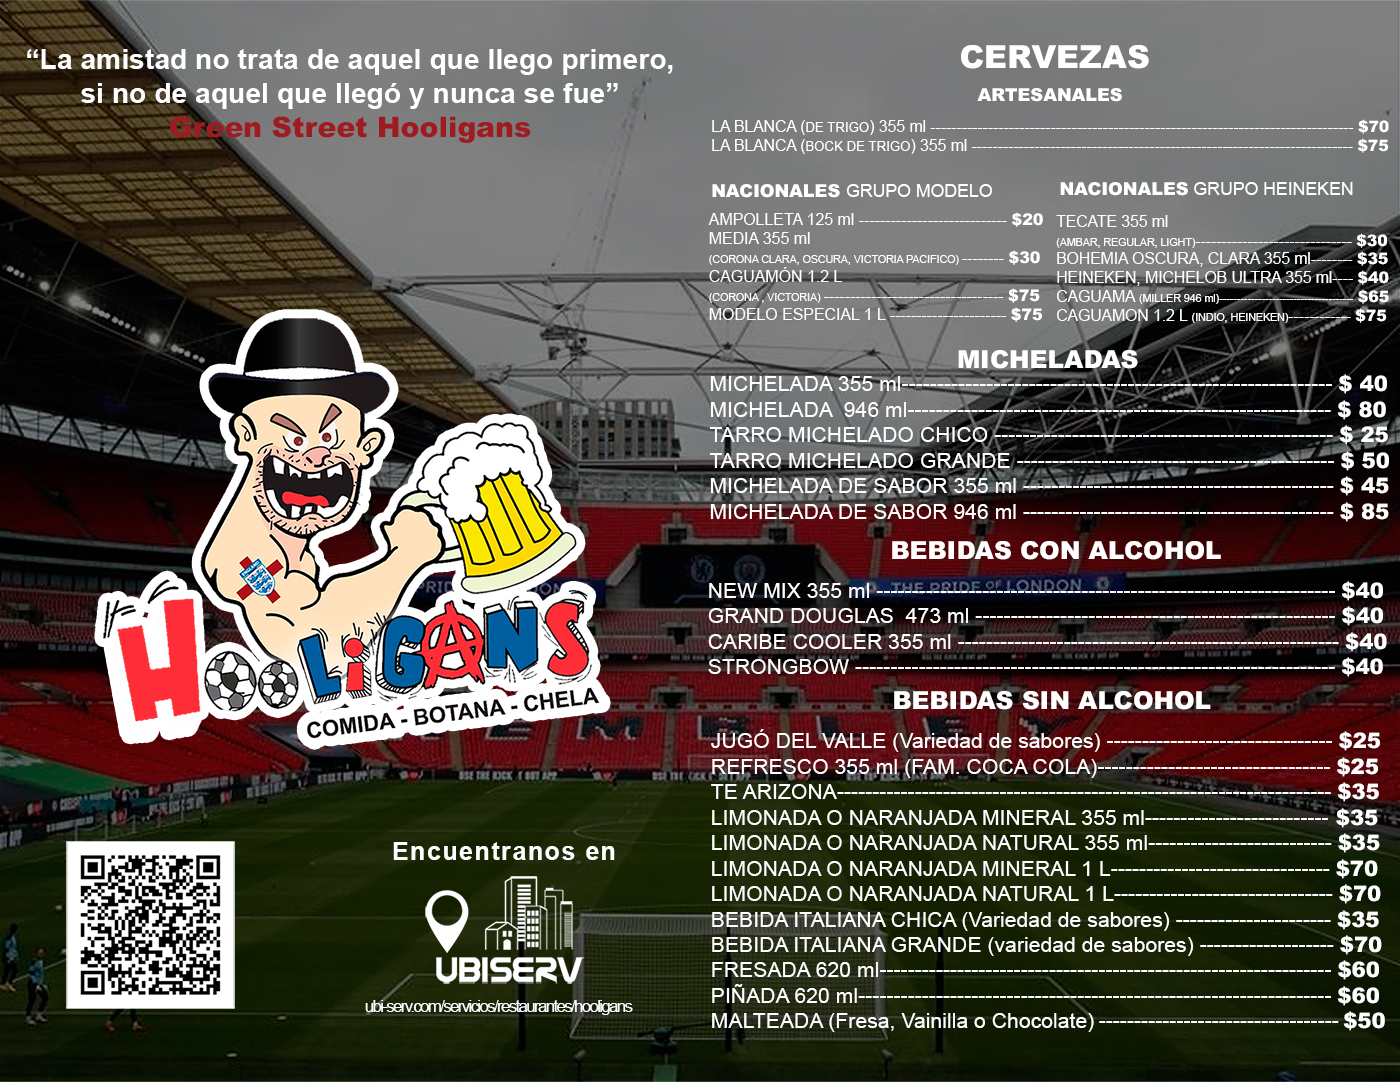 “La amistad no trata de aquel que llego primero,
si no de aquel que llegó y nunca se fue”
Green Street Hooligans
HOOLiGANS
COMIDA - BOTANA - CHELA
Encuentranos en
UBISERV
ubi-serv.com/servicios/restaurantes/hooligans
CERVEZAS
ARTESANALES
LA BLANCA (DE TRIGO) 355 ml $70
LA BLANCA (BOCK DE TRIGO) 355 ml $75
NACIONALES GRUPO MODELO
AMPOLLETA 125 ml $20
MEDIA 355 ml
(CORONA CLARA, OSCURA, VICTORIA PACIFICO) $30
CAGUAMÓN 1.2 L
(CORONA , VICTORIA) $75
MODELO ESPECIAL 1 L $75
NACIONALES GRUPO HEINEKEN
TECATE 355 ml
(AMBAR, REGULAR, LIGHT) $30
BOHEMIA OSCURA, CLARA 355 ml $35
HEINEKEN, MICHELOB ULTRA 355 ml $40
CAGUAMA (MILLER 946 ml) $65
CAGUAMON 1.2 L (INDIO, HEINEKEN) $75
MICHELADAS
MICHELADA 355 ml $ 40
MICHELADA 946 ml $ 80
TARRO MICHELADO CHICO $ 25
TARRO MICHELADO GRANDE $ 50
MICHELADA DE SABOR 355 ml $ 45
MICHELADA DE SABOR 946 ml $ 85
BEBIDAS CON ALCOHOL
PRIDE OF LONDON
THE PRIDE OF LONDON
NEW MIX 355 ml $40
GRAND DOUGLAS 473 ml $40
CARIBE COOLER 355 ml $40
STRONGBOW $40
BEBIDAS SIN ALCOHOL
JUGÓ DEL VALLE (Variedad de sabores) $25
REFRESCO 355 ml (FAM. COCA COLA) $25
TE ARIZONA $35
LIMONADA O NARANJADA MINERAL 355 ml $35
LIMONADA O NARANJADA NATURAL 355 ml $35
LIMONADA O NARANJADA MINERAL 1 L $70
LIMONADA O NARANJADA NATURAL 1 L $70
BEBIDA ITALIANA CHICA (Variedad de sabores) $35
BEBIDA ITALIANA GRANDE (variedad de sabores) $70
FRESADA 620 ml $60
PIÑADA 620 ml $60
MALTEADA (Fresa, Vainilla o Chocolate) $50